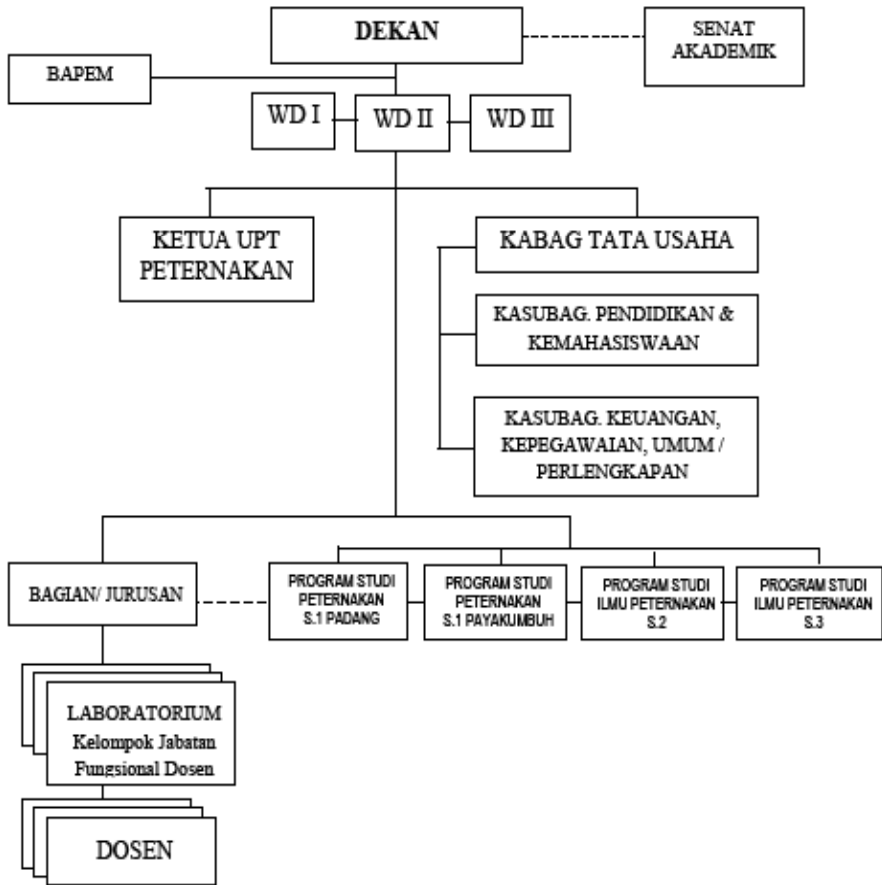 DEKAN
SENAT
AKADEMIK
BAPEM
WD I
WD II
WD III
KETUA UPT
PETERNAKAN
KABAG TATA USAHA
KASUBAG. PENDIDIKAN &
KEMAHASISWAAN
KASUBAG. KEUANGAN,
KEPEGAWAIAN, UMUM /
PERLENGKAPAN
BAGIAN/ JURUSAN
PROGRAM STUDI
PETERNAKAN
S.1 PADANG
PROGRAM STUDI
PETERNAKAN
S.1 PAYAKUMBUH
PROGRAM STUDI
ILMU PETERNAKAN
S.2
PROGRAM STUDI
ILMU PETERNAKAN
S.3
LABORATORIUM
Kelompok Jabatan
Fungsional Dosen
DOSEN